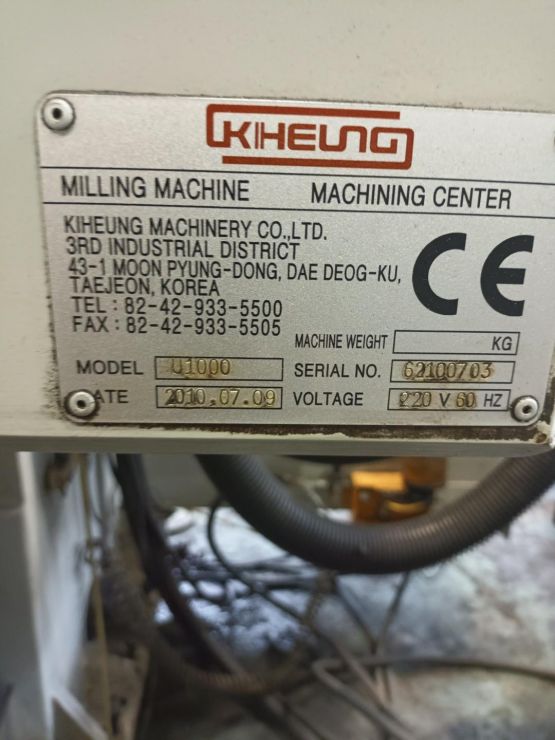 KIHEUNG
MILLING MACHINE MACHINING CENTER
KIHEUNG MACHINERY CO.,LTD.
3RD INDUSTRIAL DISTRICT
43-1 MOON PYUNG-DONG, DAE DEOG-KU,
TAEJEON, KOREA
TEL : 82-42-933-5500
FAX : 82-42-933-5505
CE
MACHINE WEIGHT KG
MODEL U1000 SERIAL NO. 62100703
DATE 2010.07.09 VOLTAGE 220 V 60 HZ